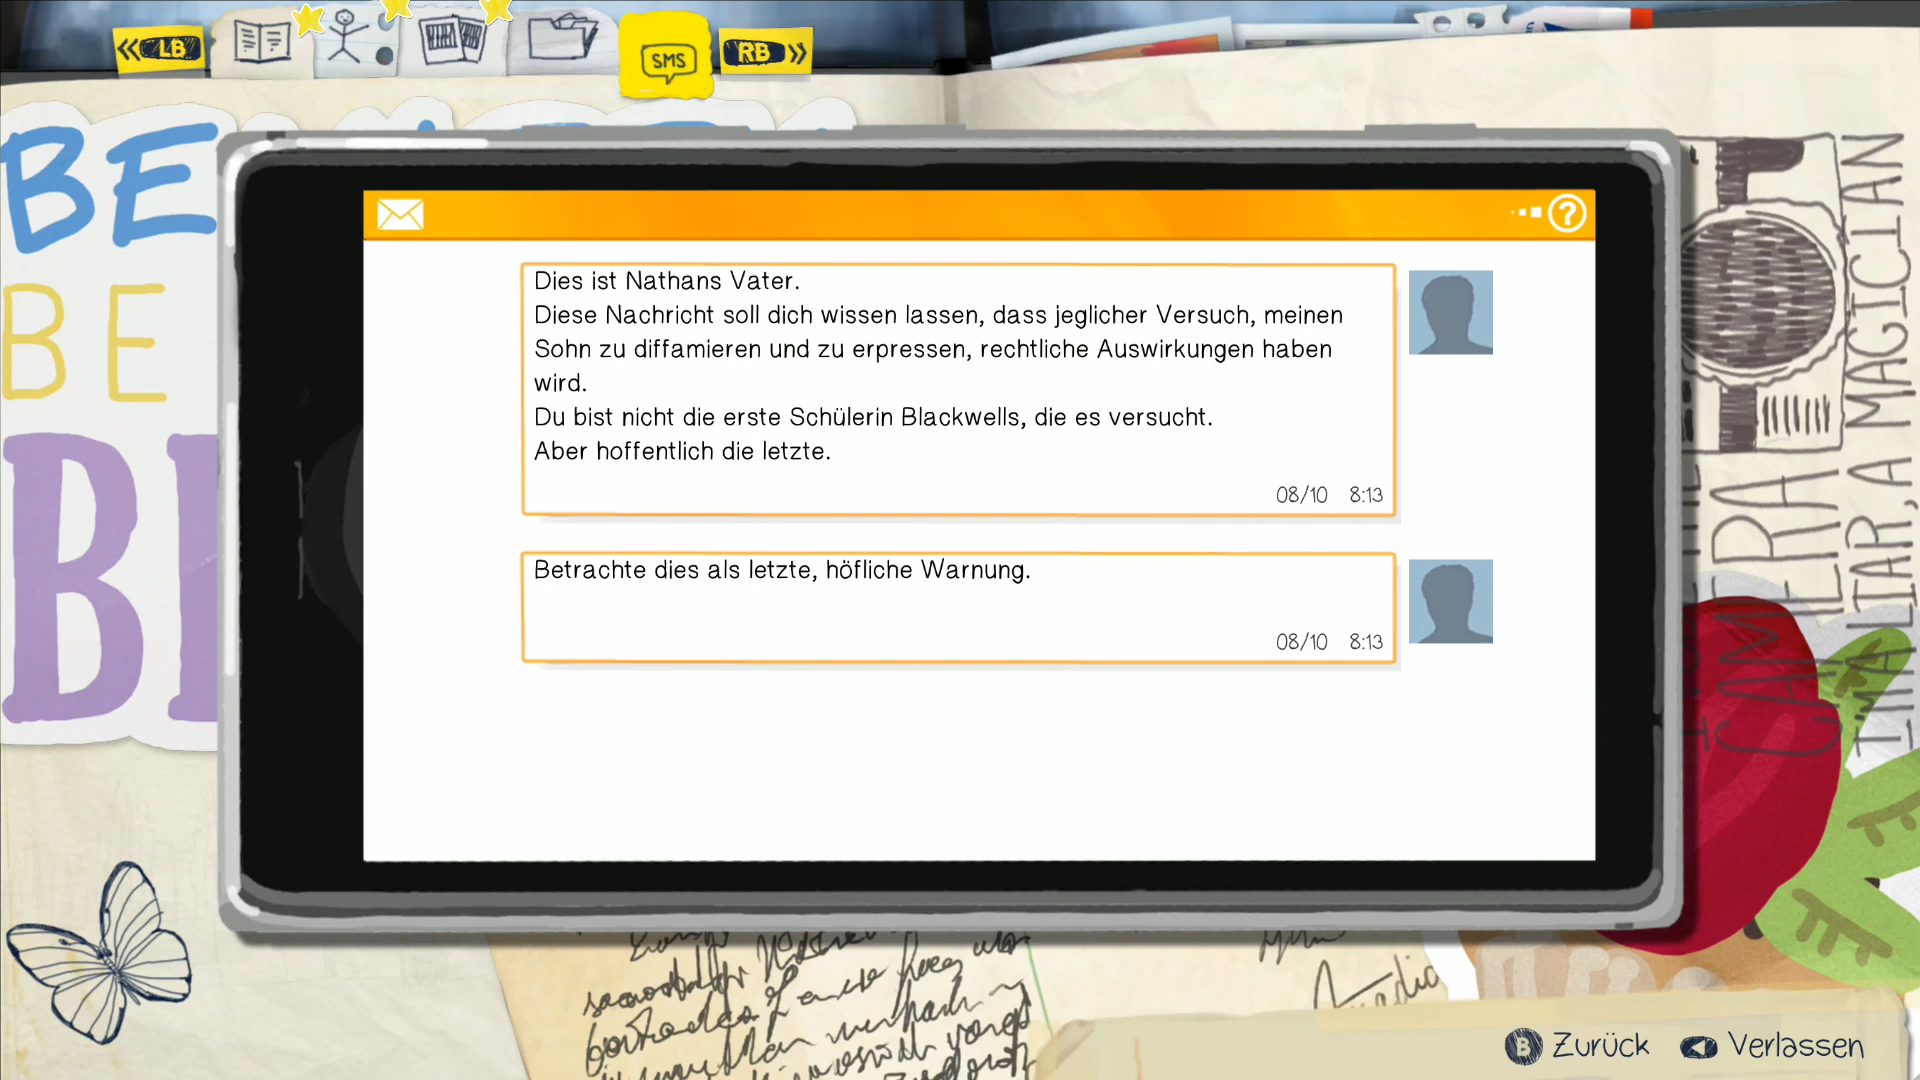 LB
SMS
RB
BE
BE
Dies ist Nathans Vater.
Diese Nachricht soll dich wissen lassen, dass jeglicher Versuch, meinen
Sohn zu diffamieren und zu erpressen, rechtliche Auswirkungen haben
wird.
Du bist nicht die erste Schülerin Blackwells, die es versucht.
Aber hoffentlich die letzte.
08/10 8:13
Betrachte dies als letzte, höfliche Warnung.
08/10 8:13
CAMERA
I'M A LIAR, A MAGICIAN
B Zurück
Verlassen